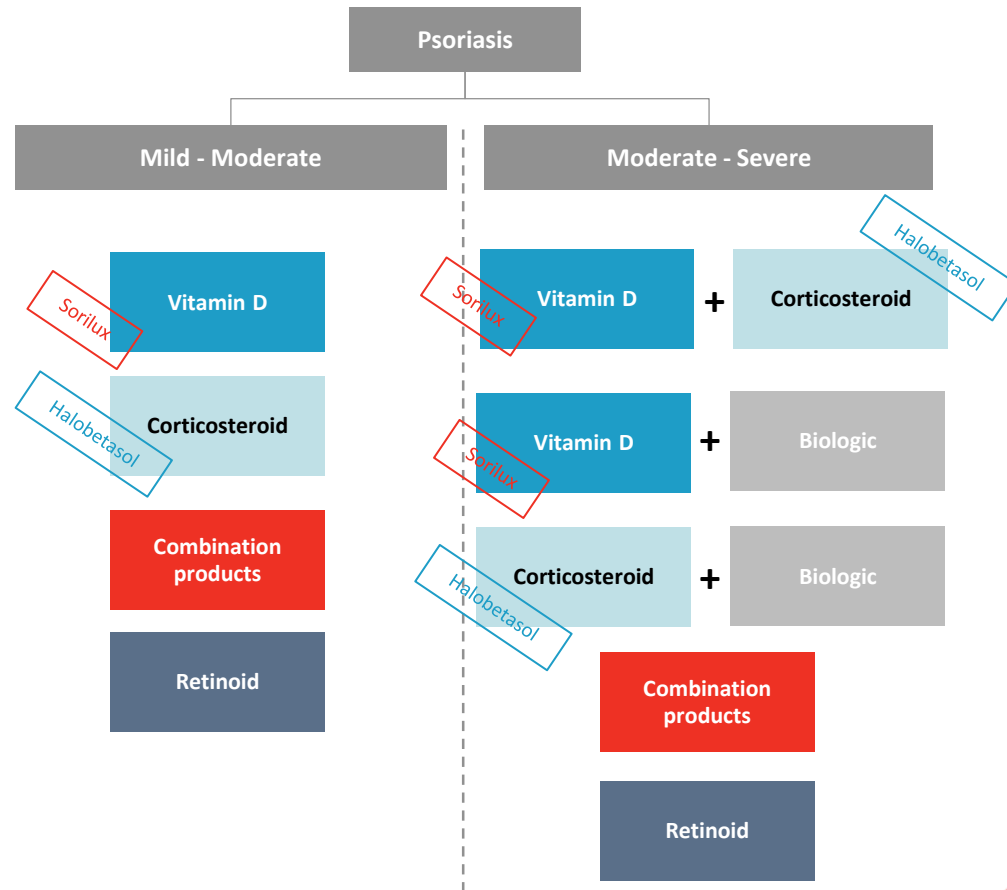 Psoriasis
Mild - Moderate
Moderate - Severe
Vitamin D
Sorilux
Corticosteroid
Halobetasol
Combination
products
Retinoid
Vitamin D
Sorilux
+
Corticosteroid
Halobetasol
Vitamin D
Sorilux
+
Biologic
Corticosteroid
Halobetasol
+
Biologic
Combination
products
Retinoid